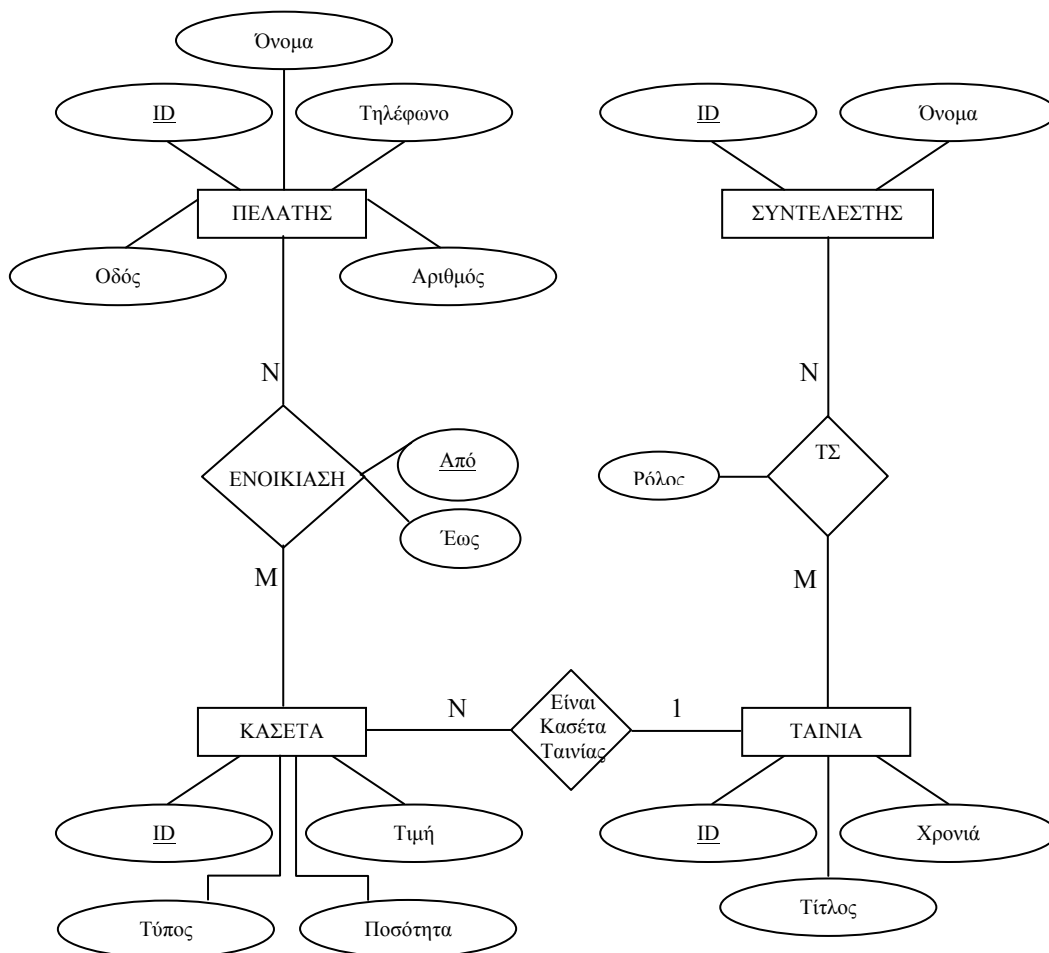 Όνομα
ID
Τηλέφωνο
ID
Όνομα
ΠΕΛΑΤΗΣ
ΣΥΝΤΕΛΕΣΤΗΣ
Οδός
Αριθμός
N
N
ΕΝΟΙΚΙΑΣΗ
Από
Έως
ΤΣ
Ρόλος
M
M
ΚΑΣΕΤΑ
N
Είναι
Κασέτα
Ταινίας
1
ΤΑΙΝΙΑ
ID
Τιμή
ID
Χρονιά
Τύπος
Ποσότητα
Τίτλος